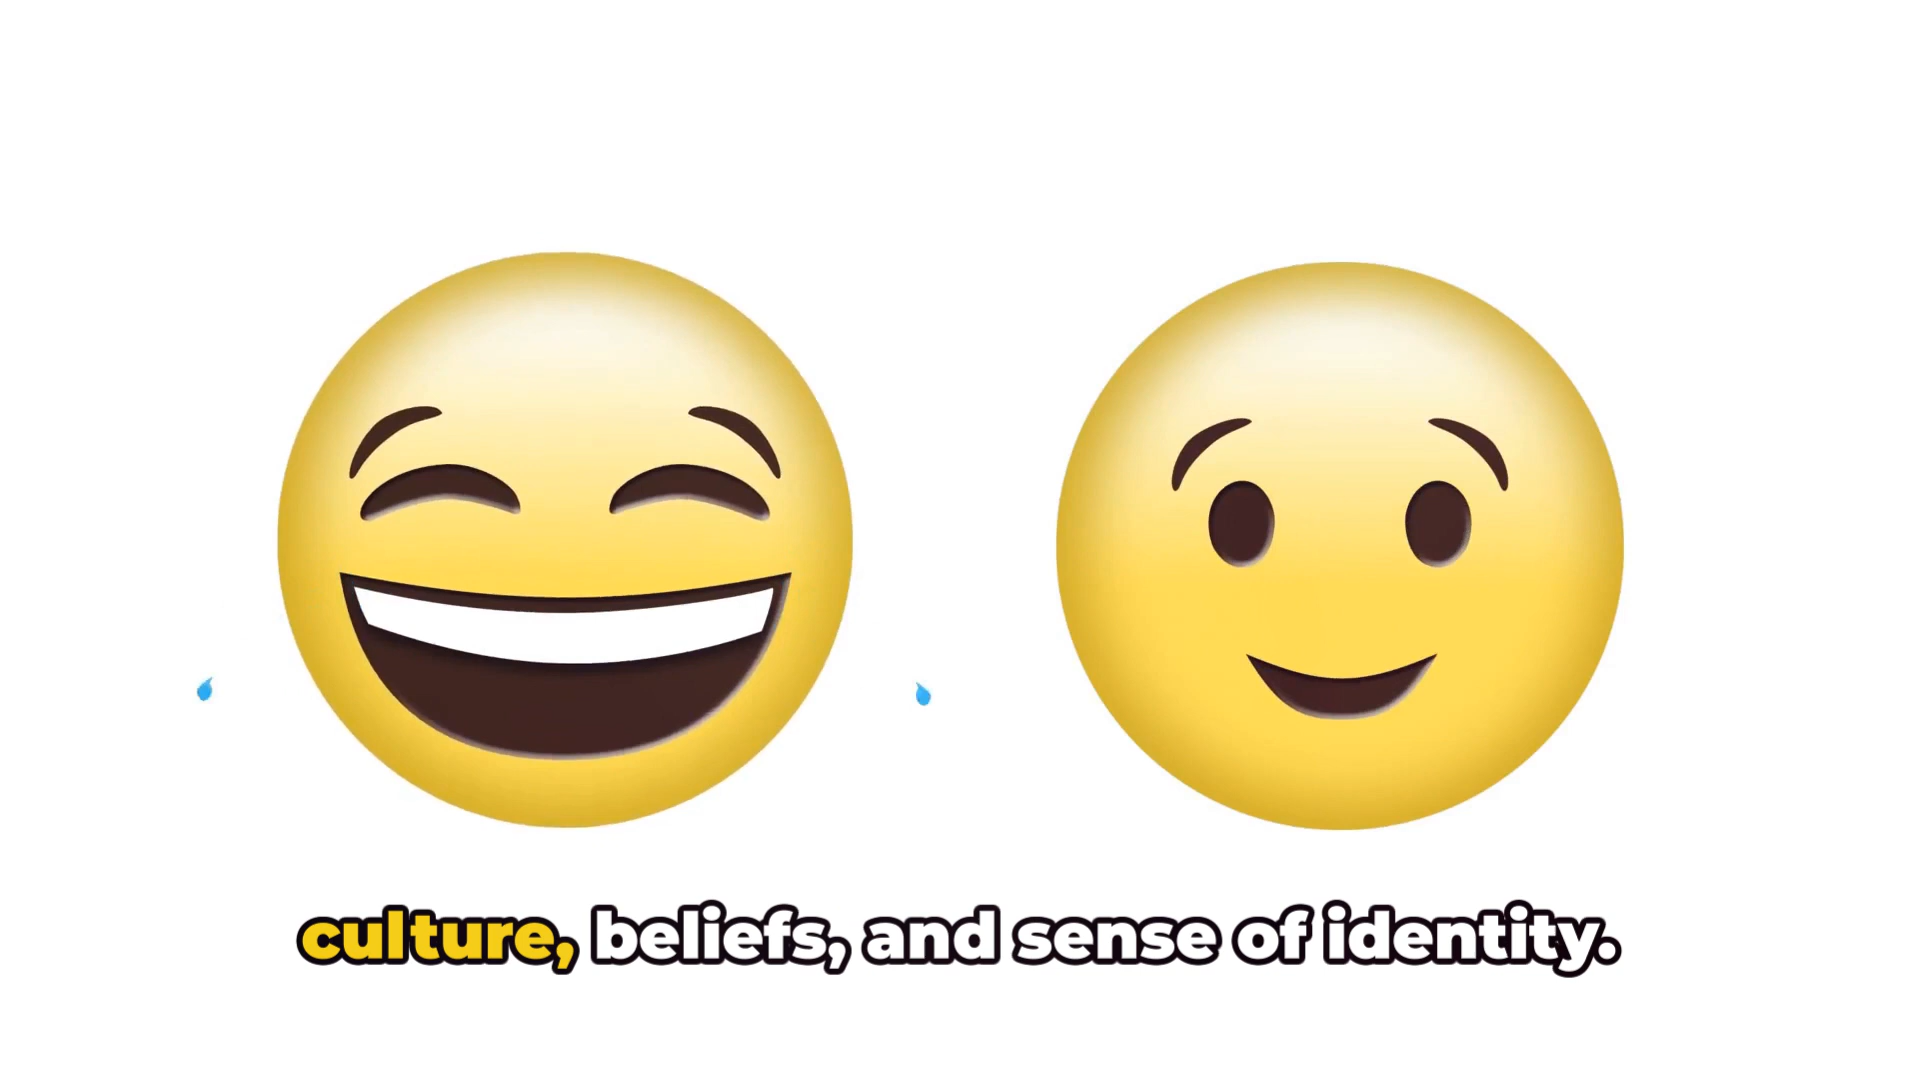 culture, beliefs, and sense of identity.